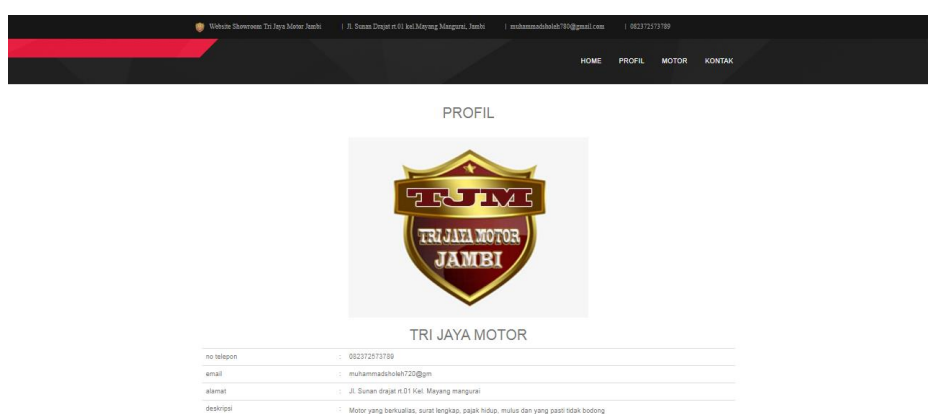 Website Showroom Tri Jaya Motor Jambi | Jl. Sunan Drajat rt.01 kel.Mayang Mangurai, Jambi | muhammadsholeh780@gmail.com | 082372573789
HOME PROFIL MOTOR KONTAK
PROFIL
TJM
TRI JAYA MOTOR
JAMBI
TRI JAYA MOTOR
no telepon : 082372573789
email : muhammadsholeh720@gm
alamat : Jl. Sunan drajat rt.01 Kel. Mayang mangurai
deskripsi : Motor yang berkualias, surat lengkap, pajak hidup, mulus dan yang pasti tidak bodong